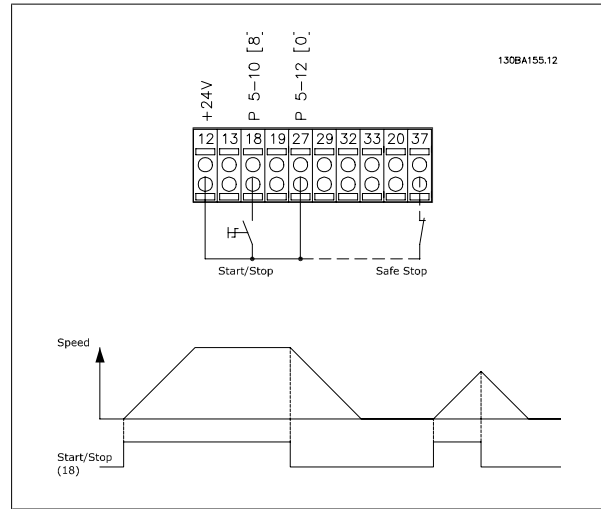 130BA155.12
+24V
P 5-10 [8]
P 5-12 [0]
12 13 18 19 27 29 32 33 20 37
Start/Stop
Safe Stop
Speed
Start/Stop
(18)